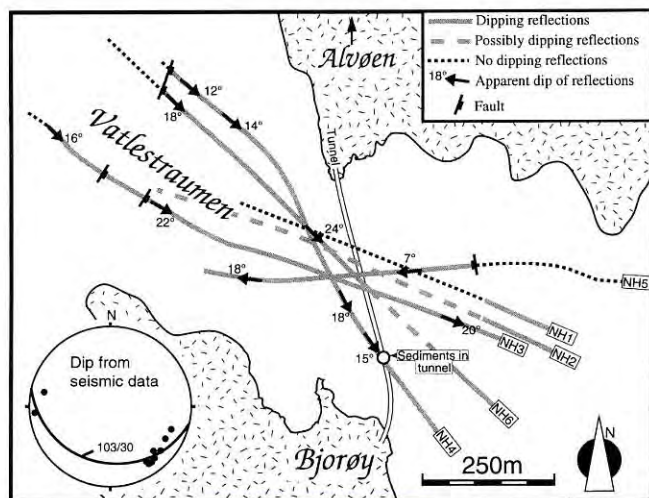 Dipping reflections
Possibly dipping reflections
No dipping reflections
18° Apparent dip of reflections
Fault
Alvøen
Tunnel
Vatlestraumen
12°
14°
18°
16°
22°
24°
7°
18°
18°
20°
15°
NH5
NH1
NH2
NH3
NH6
NH4
Sediments in
tunnel
N
Dip from
seismic data
103/30
Bjorøy
250m
N